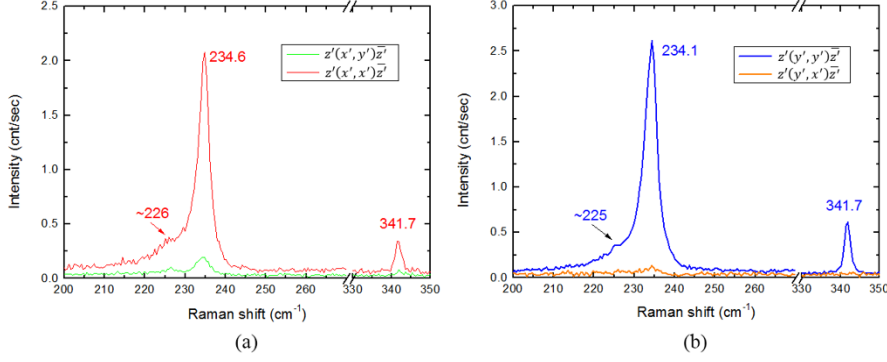 2.5
2.0
1.5
1.0
0.5
0.0
Intensity (cnt/sec)
z′(x′, y′)z̅′
z′(x′, x′)z̅′
234.6
~226
341.7
200 210 220 230 240 250 260 270 330 340 350
Raman shift (cm⁻¹)
(a)
3.0
2.5
2.0
1.5
1.0
0.5
0.0
Intensity (cnt/sec)
z′(y′, y′)z̅′
z′(y′, x′)z̅′
234.1
~225
341.7
200 210 220 230 240 250 260 270 330 340 350
Raman shift (cm⁻¹)
(b)